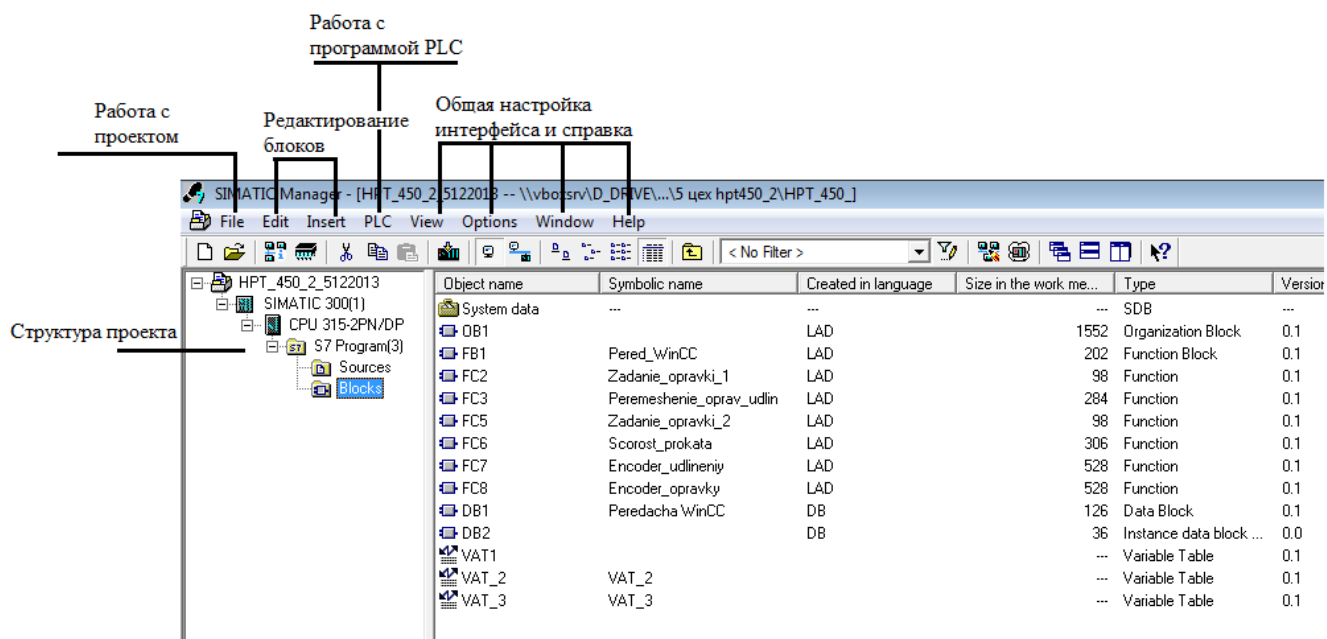 Работа с
программой PLC
Работа с
проектом
Редактирование
блоков
Общая настройка
интерфейса и справка
SIMATIC Manager - [HPT_450_2_5122013 -- \\vboxsrv\D_DRIVE\...\5 цех hpt450_2\HPT_450_]
File Edit Insert PLC View Options Window Help
< No Filter >
Структура проекта
HPT_450_2_5122013
SIMATIC 300(1)
CPU 315-2PN/DP
S7 Program(3)
Sources
Blocks
Object name Symbolic name Created in language Size in the work me... Type Version
System data --- --- --- SDB ---
OB1 LAD 1552 Organization Block 0.1
FB1 Pered_WinCC LAD 202 Function Block 0.1
FC2 Zadanie_opravki_1 LAD 98 Function 0.1
FC3 Peremeshenie_oprav_udlin LAD 284 Function 0.1
FC5 Zadanie_opravki_2 LAD 98 Function 0.1
FC6 Scorost_prokata LAD 306 Function 0.1
FC7 Encoder_udlineniy LAD 528 Function 0.1
FC8 Encoder_opravky LAD 528 Function 0.1
DB1 Peredacha WinCC DB 126 Data Block 0.1
DB2 DB 36 Instance data block ... 0.0
VAT1 --- Variable Table 0.1
VAT_2 VAT_2 --- Variable Table 0.1
VAT_3 VAT_3 --- Variable Table 0.1